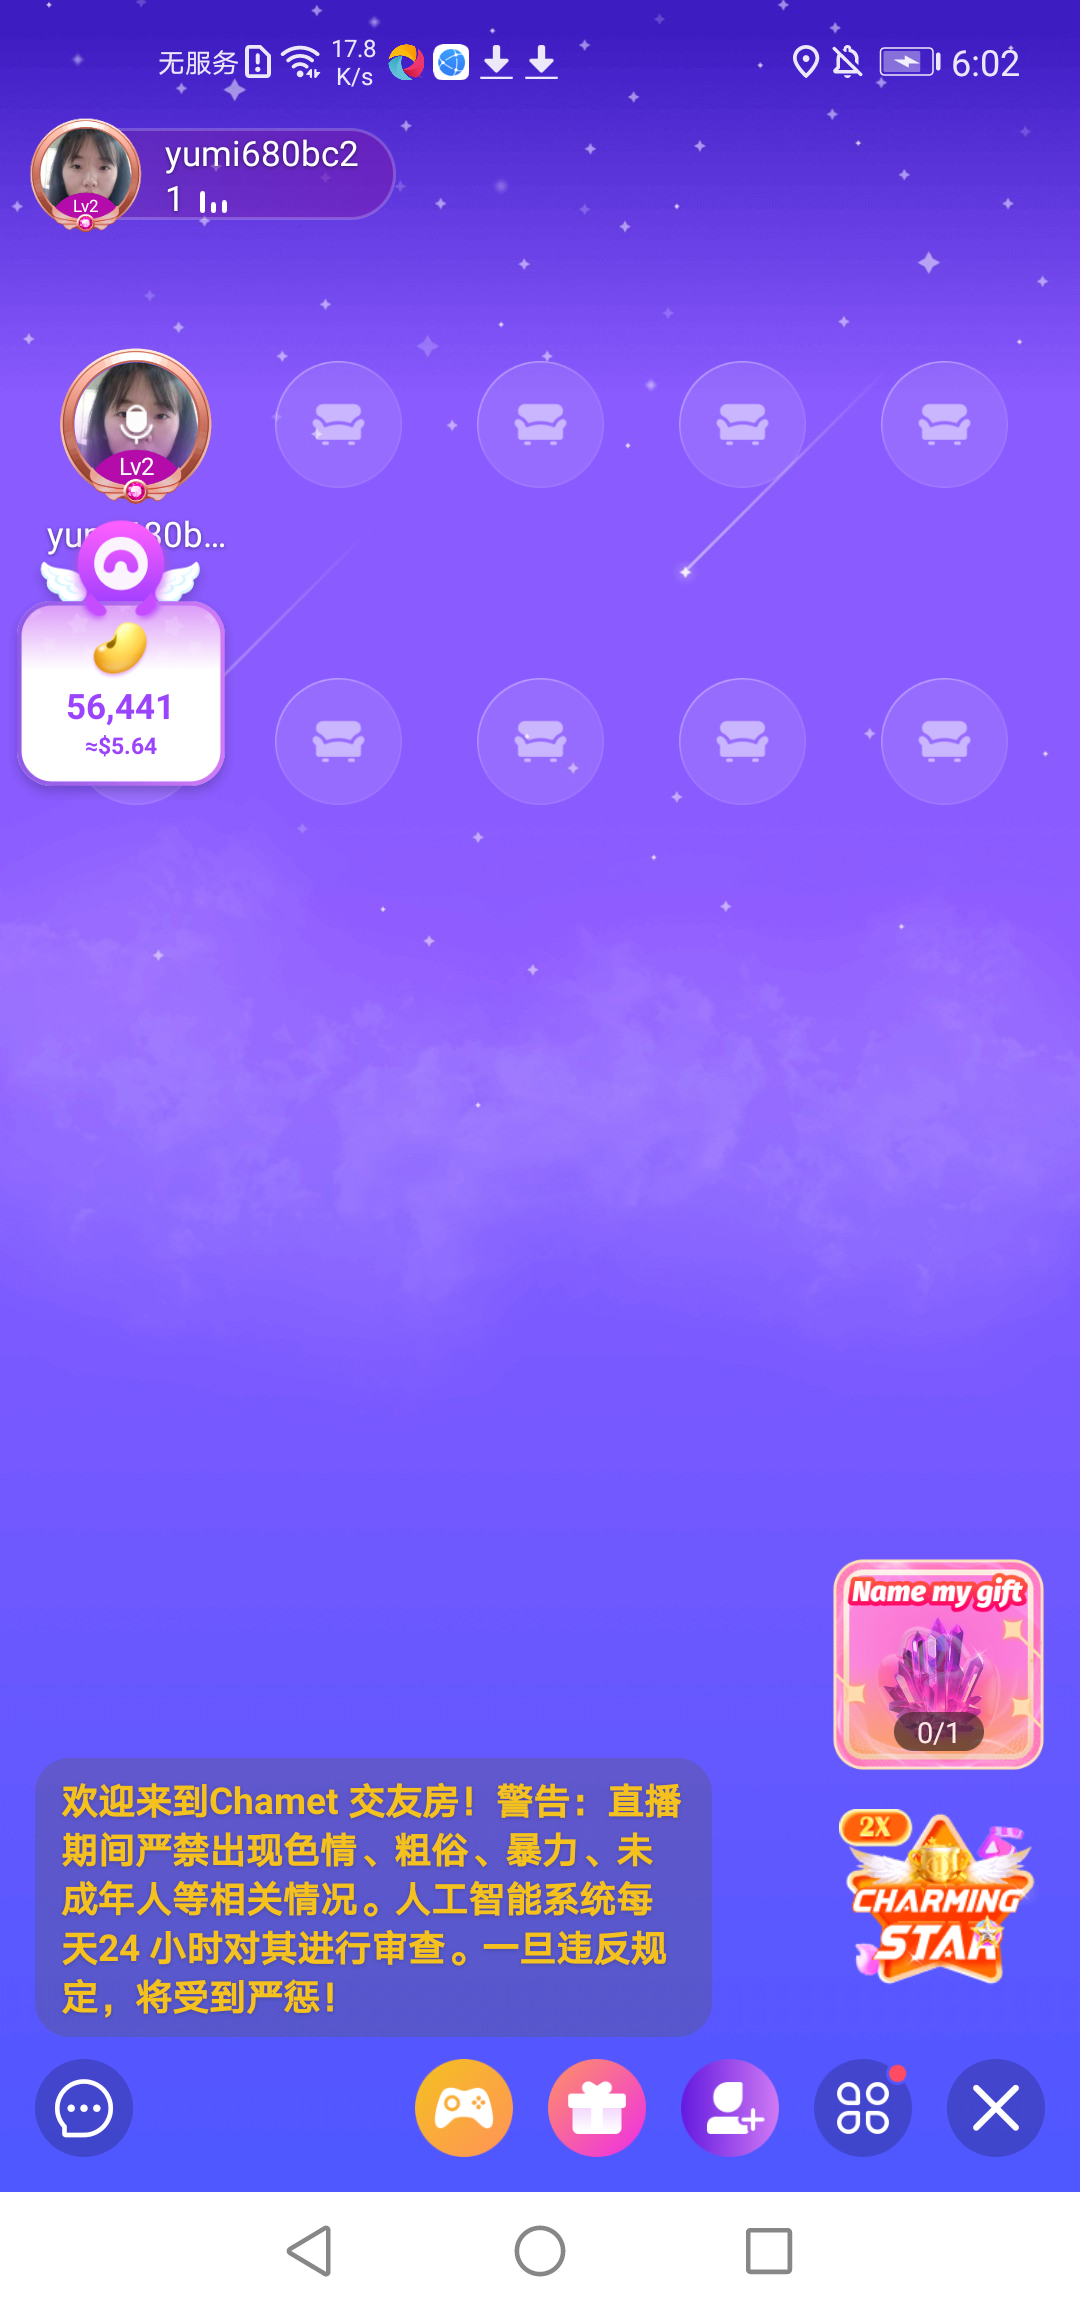 无服务
17.8
K/s
6:02
yumi680bc2
1
Lv2
Lv2
56,441
≈$5.64
Name my gift
0/1
2X
CHARMING
STAR
欢迎来到Chamet 交友房！警告：直播
期间严禁出现色情、粗俗、暴力、未
成年人等相关情况。人工智能系统每
天24 小时对其进行审查。一旦违反规
定，将受到严惩！